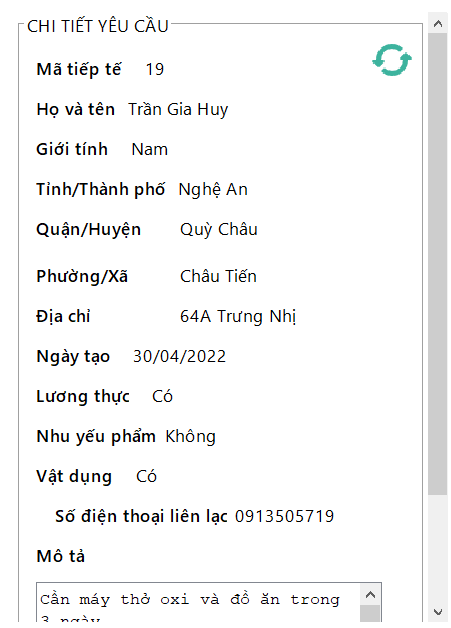 CHI TIẾT YÊU CẦU
Mã tiếp tế 19
Họ và tên Trần Gia Huy
Giới tính Nam
Tỉnh/Thành phố Nghệ An
Quận/Huyện Quỳ Châu
Phường/Xã Châu Tiến
Địa chỉ 64A Trưng Nhị
Ngày tạo 30/04/2022
Lương thực Có
Nhu yếu phẩm Không
Vật dụng Có
Số điện thoại liên lạc 0913505719
Mô tả
Cần máy thở oxi và đồ ăn trong
3 ngày